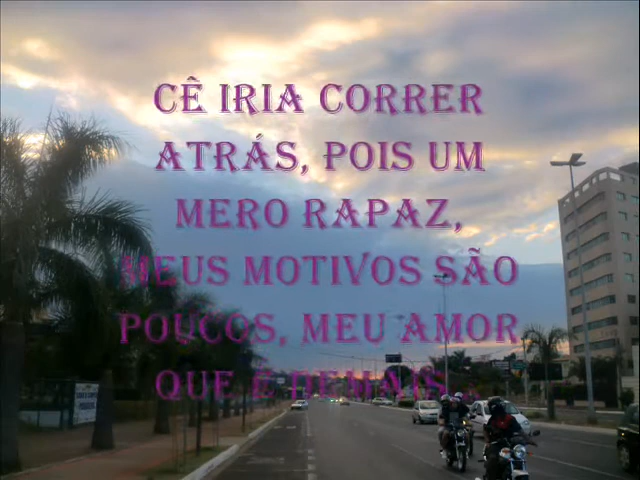 CÊ IRIA CORRER
ATRÁS, POIS UM
MERO RAPAZ,
MEUS MOTIVOS SÃO
POUCOS, MEU AMOR
QUE É DEMAIS...